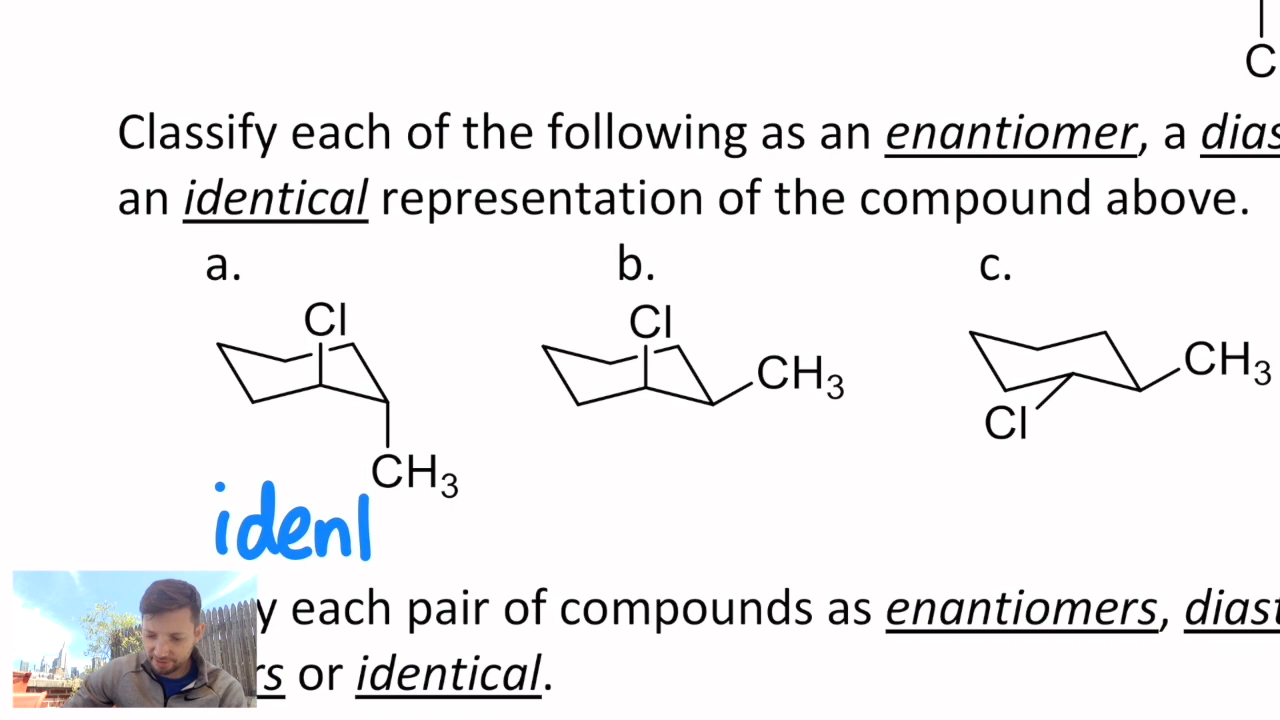 C
Classify each of the following as an enantiomer, a dias
an identical representation of the compound above.
a. b. c.
Cl Cl
CH3 CH3
Cl
CH3
iden
y each pair of compounds as enantiomers, diast
rs or identical.